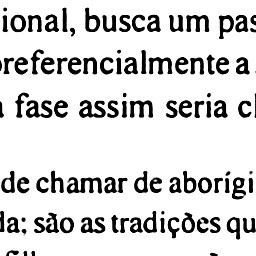 ional, busca um pas
preferencialmente a
a fase assim seria c
de chamar de aborígi
da; são as tradições qu